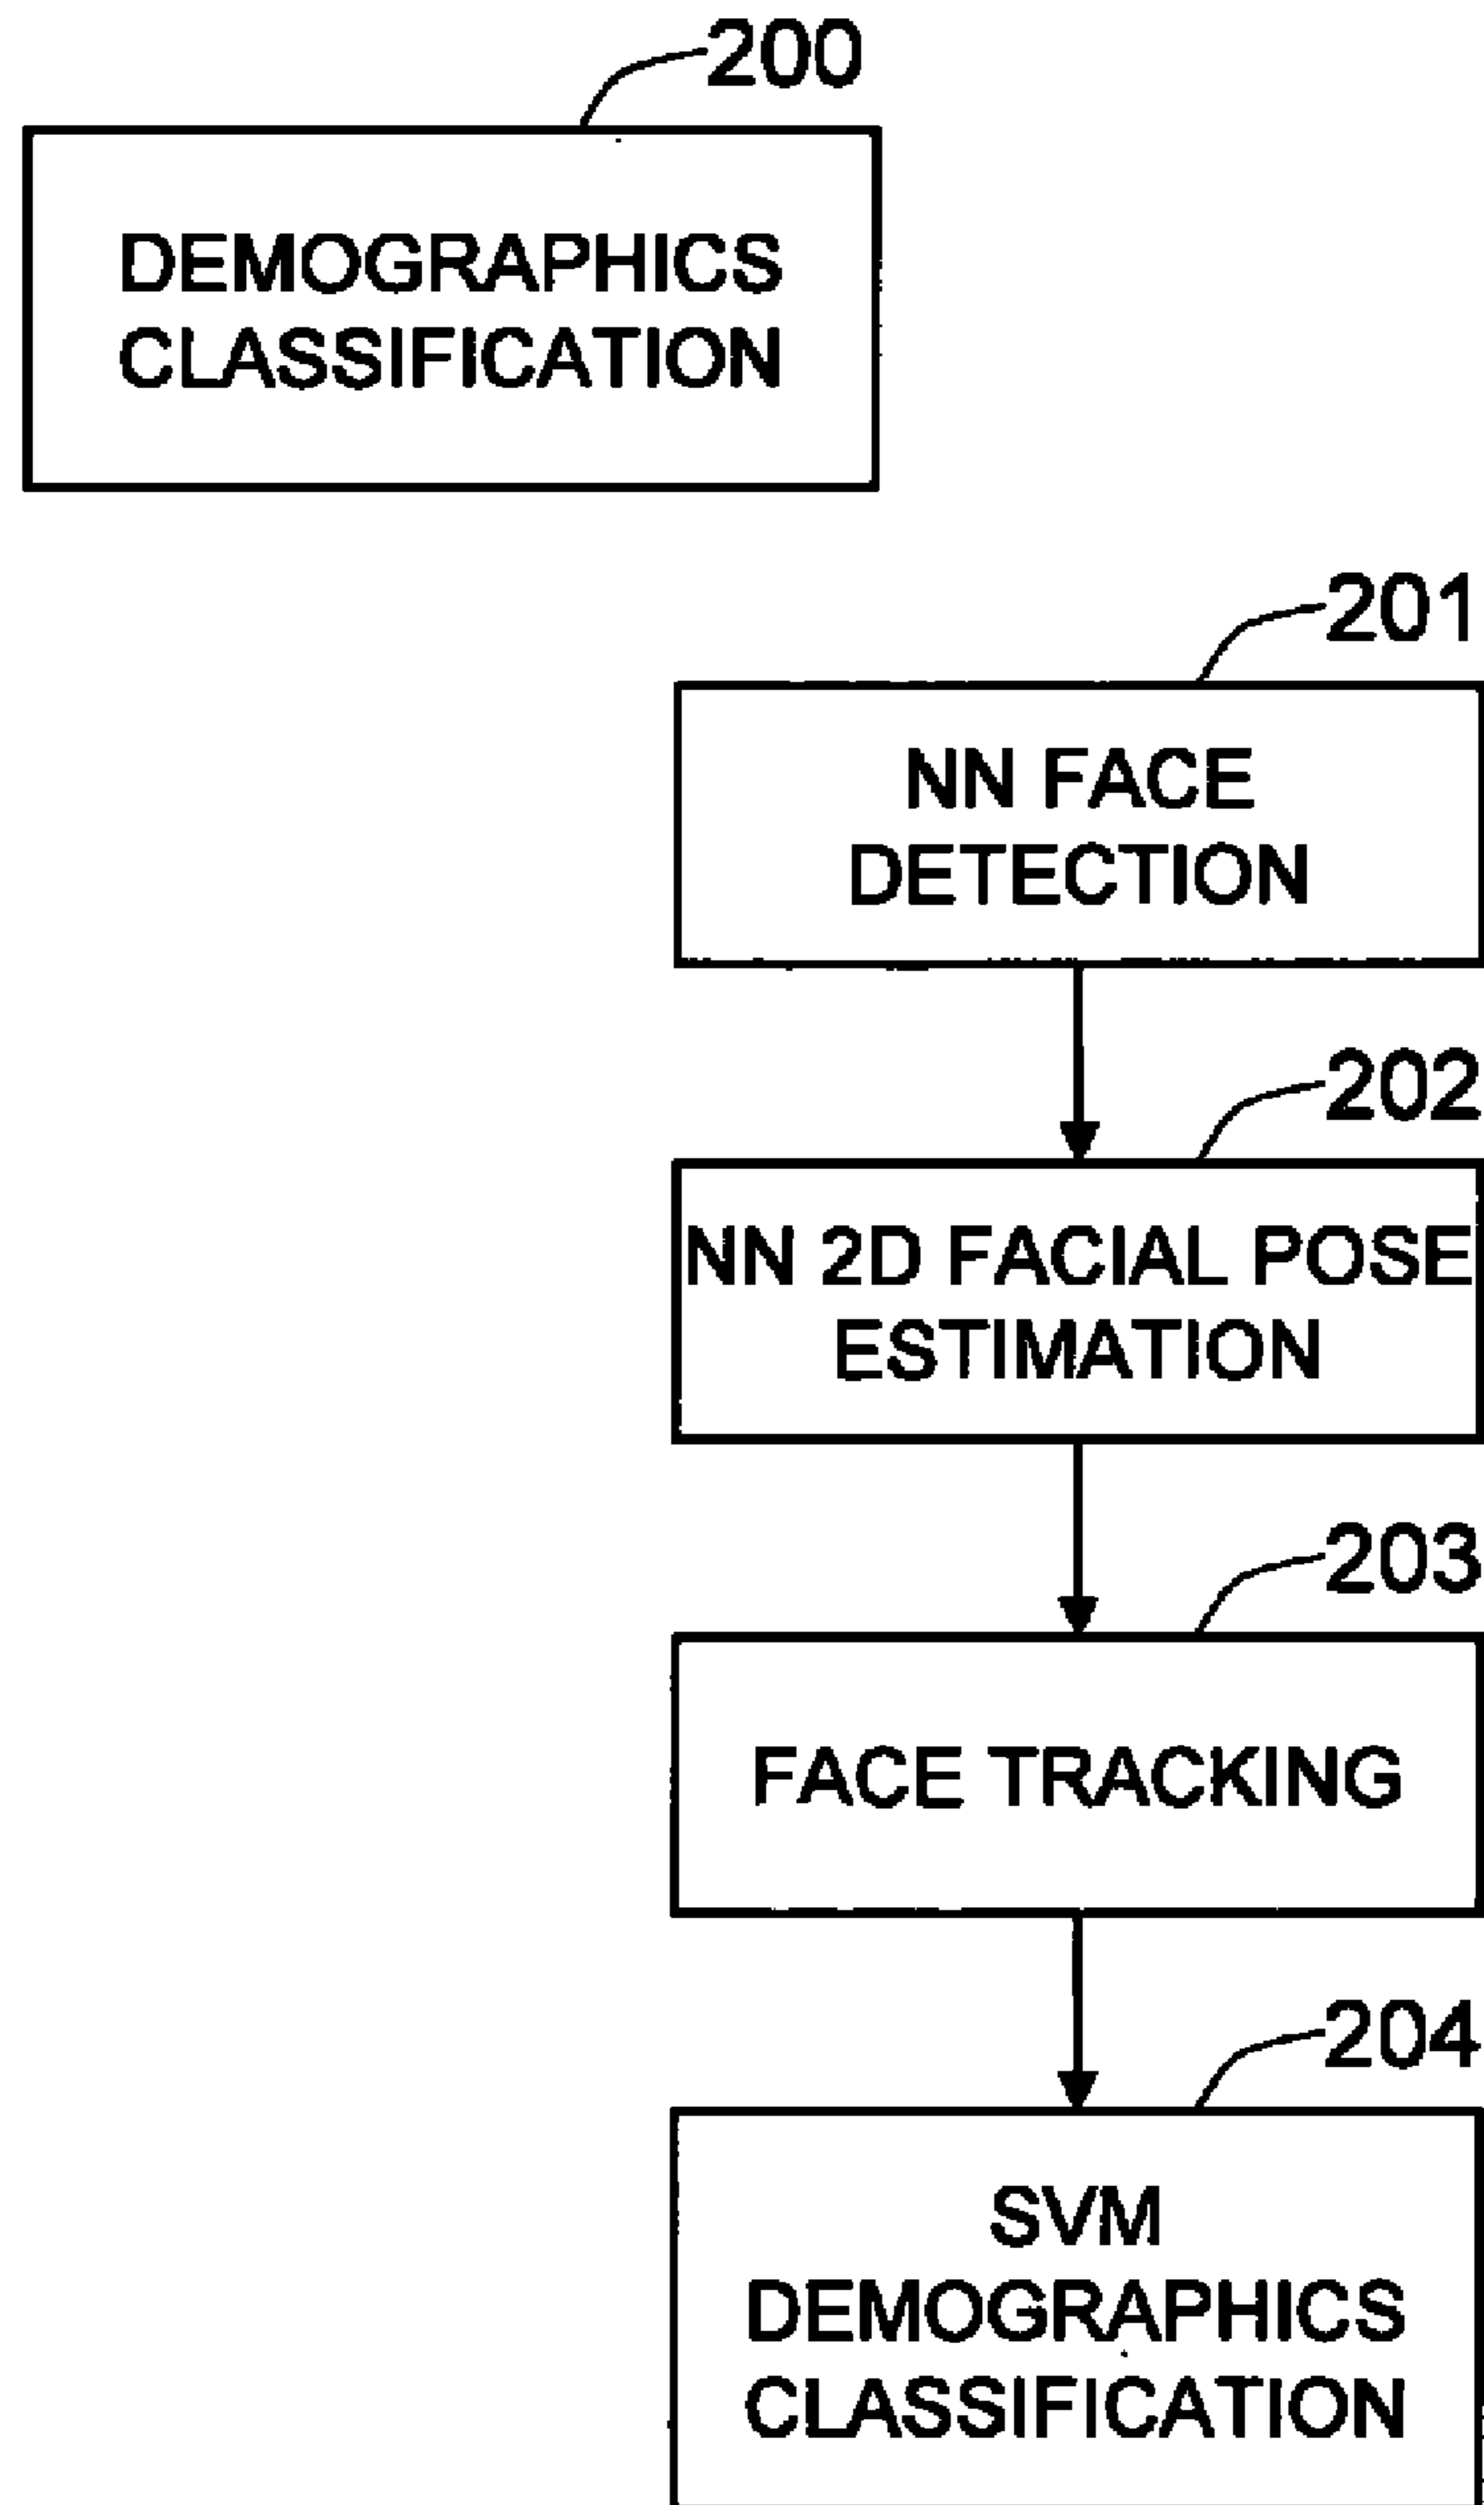 200
DEMOGRAPHICS
CLASSIFICATION
201
NN FACE
DETECTION
202
NN 2D FACIAL POSE
ESTIMATION
203
FACE TRACKING
204
SVM
DEMOGRAPHICS
CLASSIFICATION